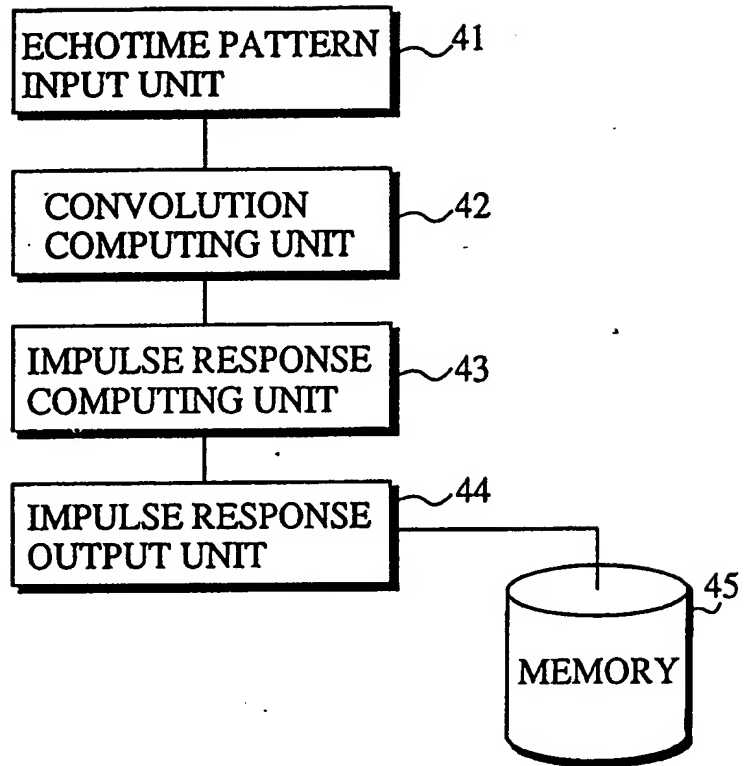 ECHOTIME PATTERN
INPUT UNIT
41
CONVOLUTION
COMPUTING UNIT
42
IMPULSE RESPONSE
COMPUTING UNIT
43
IMPULSE RESPONSE
OUTPUT UNIT
44
45
MEMORY